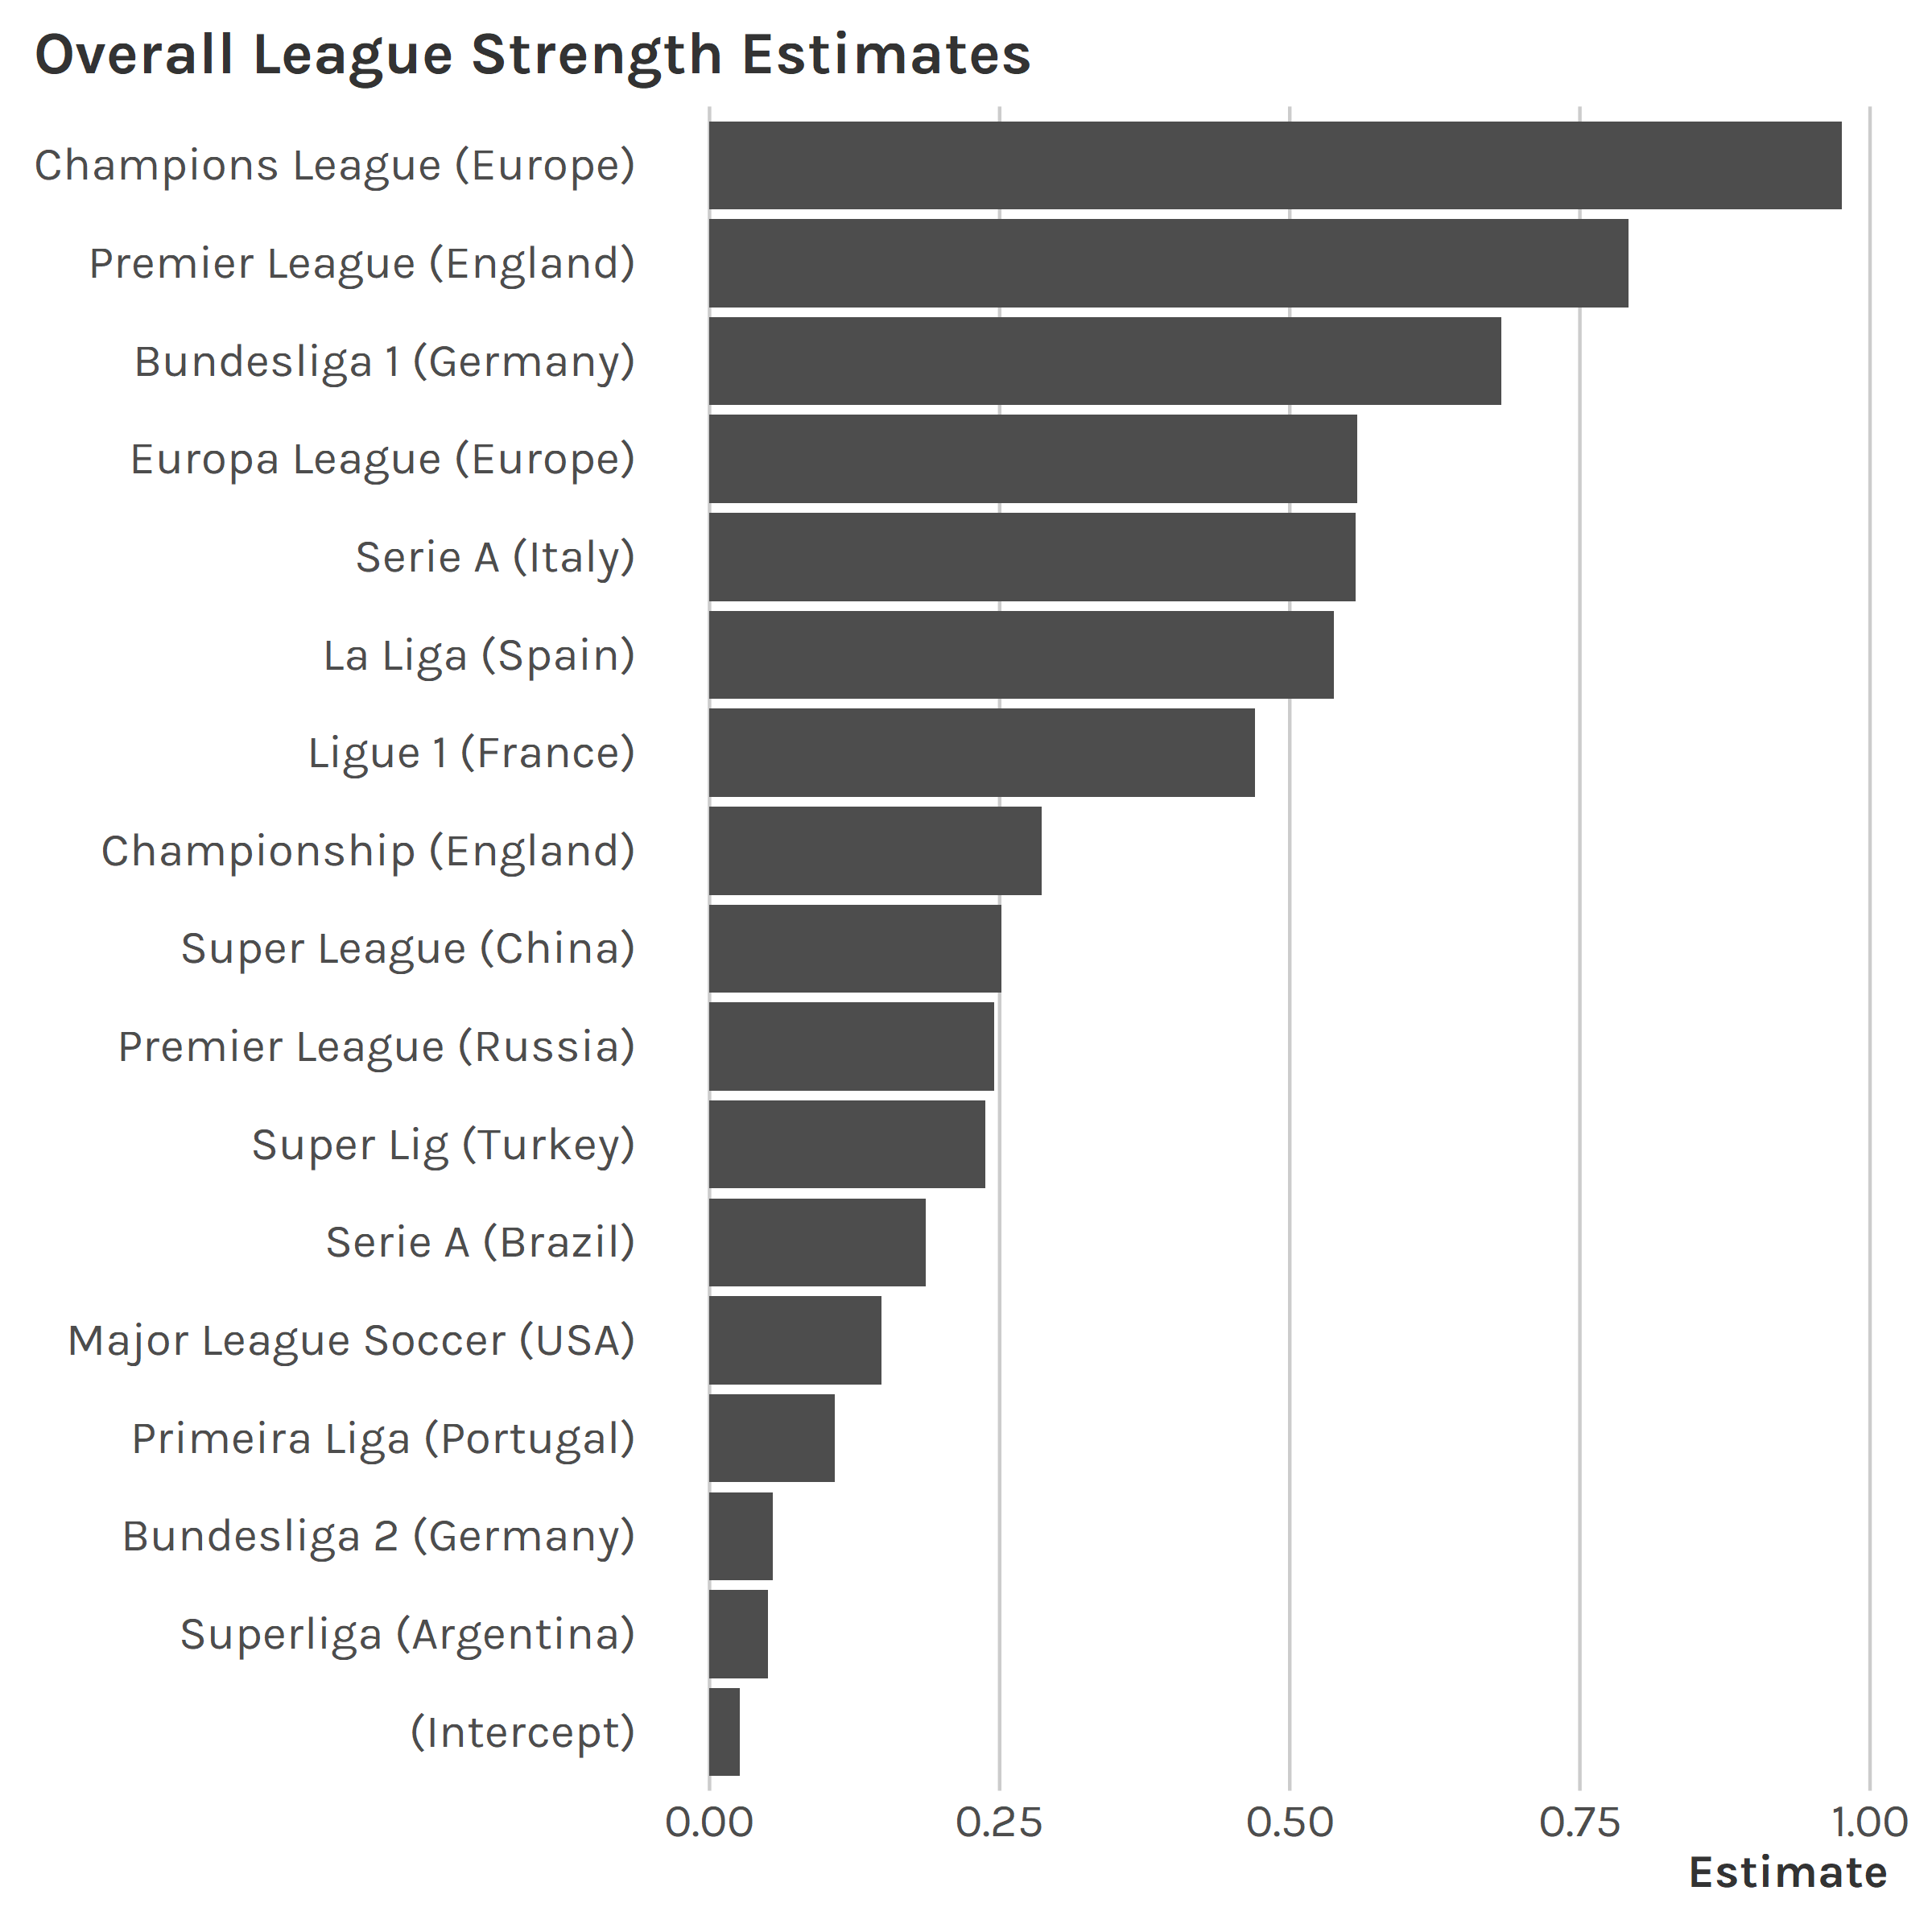 Overall League Strength Estimates
Champions League (Europe)
Premier League (England)
Bundesliga 1 (Germany)
Europa League (Europe)
Serie A (Italy)
La Liga (Spain)
Ligue 1 (France)
Championship (England)
Super League (China)
Premier League (Russia)
Super Lig (Turkey)
Serie A (Brazil)
Major League Soccer (USA)
Primeira Liga (Portugal)
Bundesliga 2 (Germany)
Superliga (Argentina)
(Intercept)
0.00 0.25 0.50 0.75 1.00
Estimate